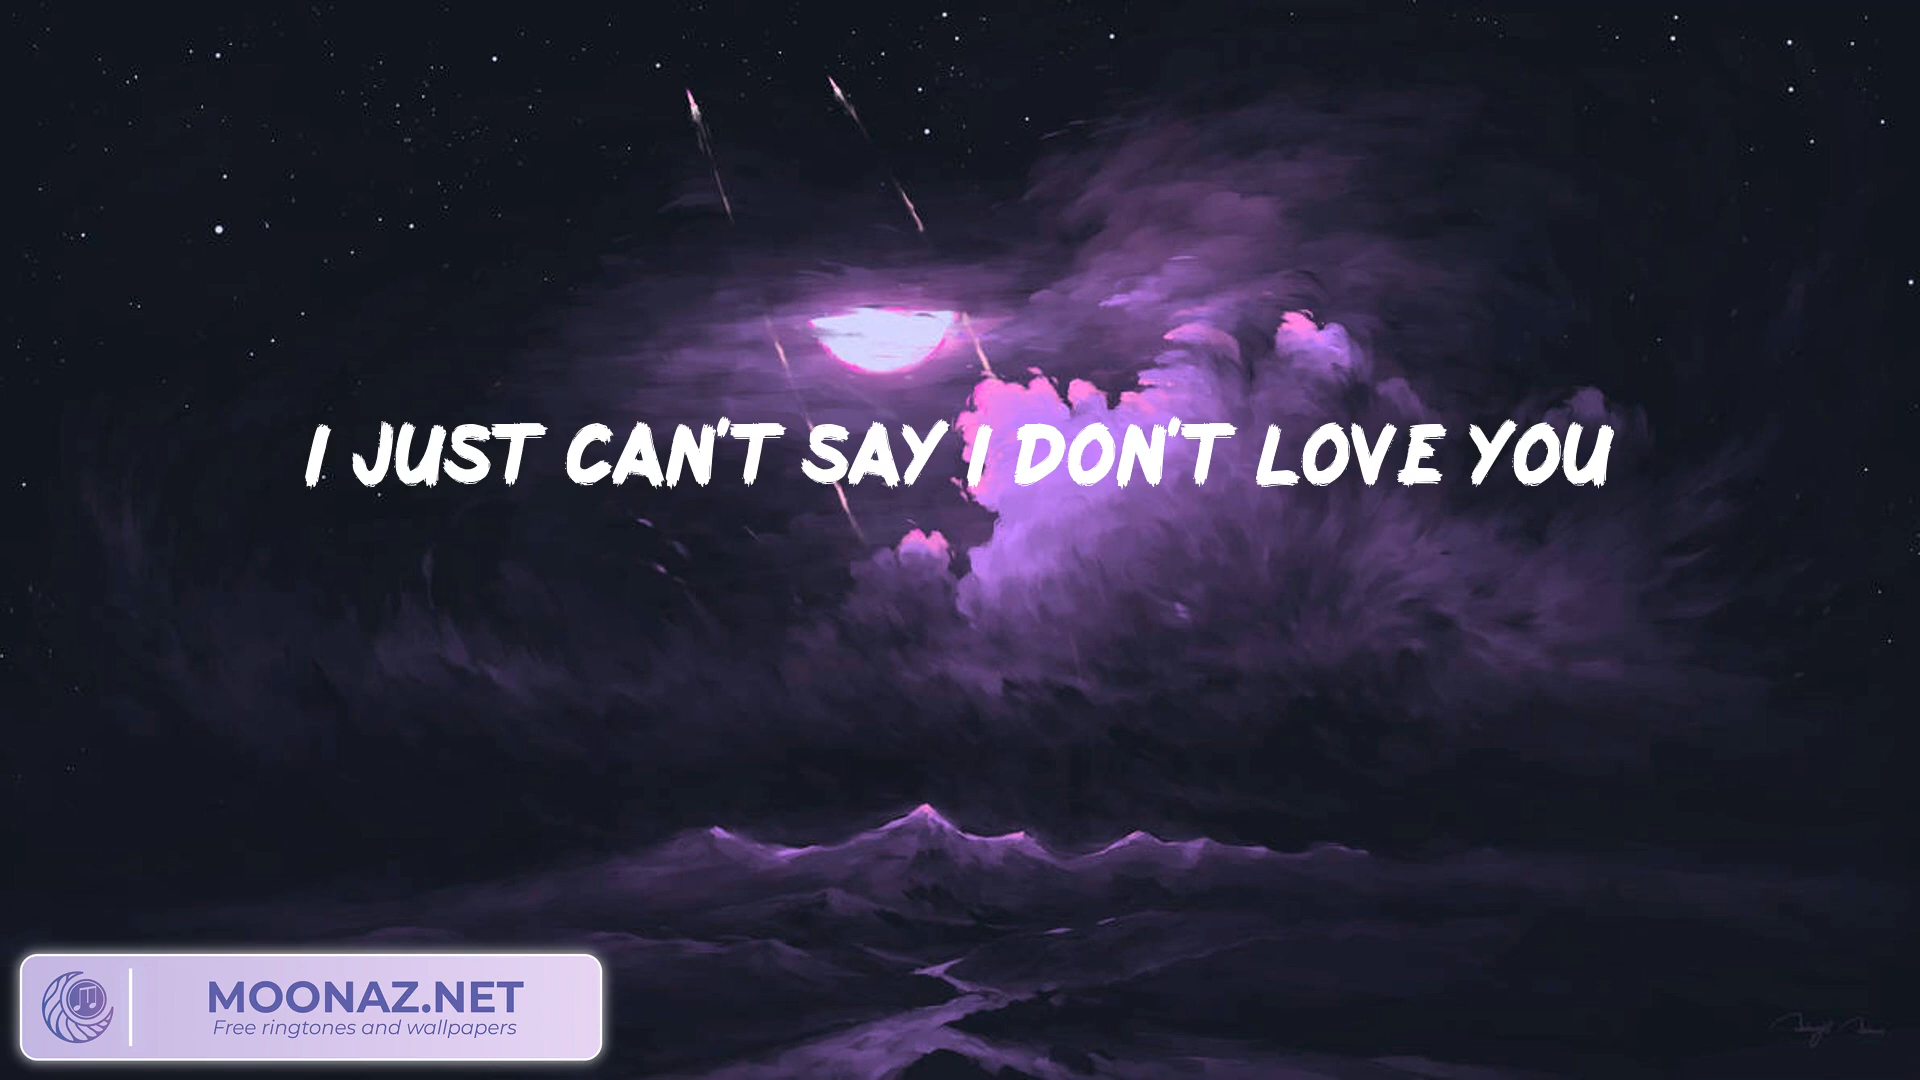 I JUST CAN'T SAY I DON'T LOVE YOU
MOONAZ.NET
Free ringtones and wallpapers